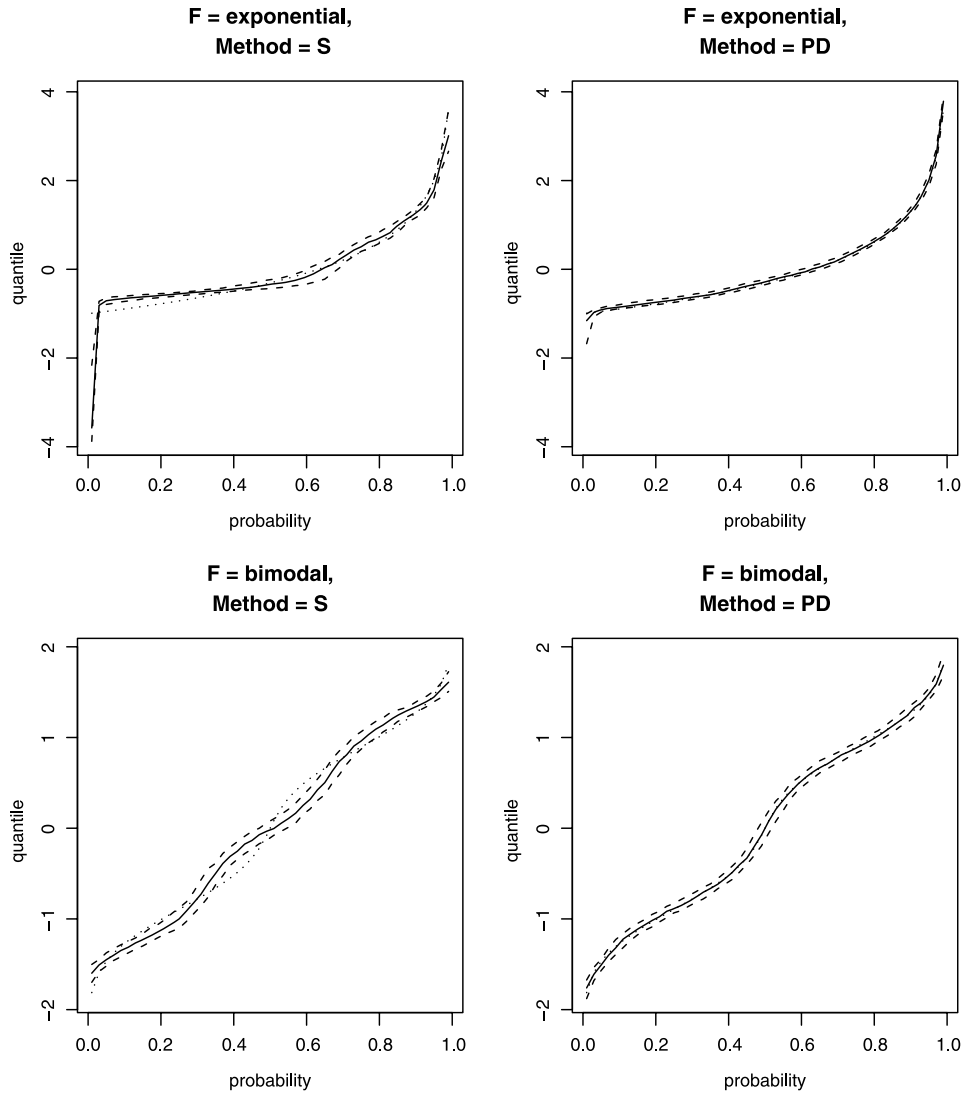 F = exponential,
Method = S
4
2
0
−2
−4
quantile
0.0 0.2 0.4 0.6 0.8 1.0
probability
F = exponential,
Method = PD
4
2
0
−2
−4
quantile
0.0 0.2 0.4 0.6 0.8 1.0
probability
F = bimodal,
Method = S
2
1
0
−1
−2
quantile
0.0 0.2 0.4 0.6 0.8 1.0
probability
F = bimodal,
Method = PD
2
1
0
−1
−2
quantile
0.0 0.2 0.4 0.6 0.8 1.0
probability